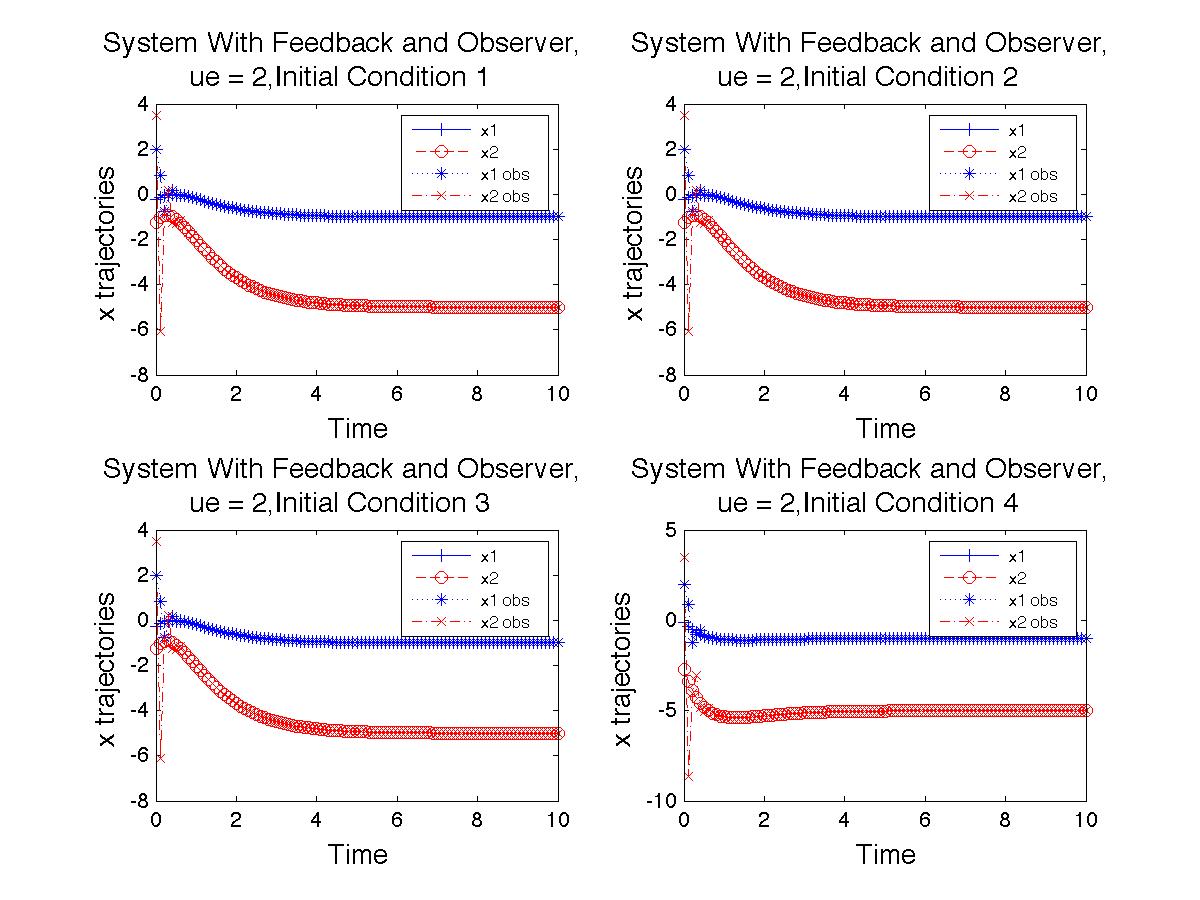 System With Feedback and Observer,
ue = 2,Initial Condition 1
4
2
0
-2
-4
-6
-8
x trajectories
x1
x2
x1 obs
x2 obs
0
2
4
6
8
10
Time
System With Feedback and Observer,
ue = 2,Initial Condition 2
4
2
0
-2
-4
-6
-8
x trajectories
x1
x2
x1 obs
x2 obs
0
2
4
6
8
10
Time
System With Feedback and Observer,
ue = 2,Initial Condition 3
4
2
0
-2
-4
-6
-8
x trajectories
x1
x2
x1 obs
x2 obs
0
2
4
6
8
10
Time
System With Feedback and Observer,
ue = 2,Initial Condition 4
5
0
-5
-10
x trajectories
x1
x2
x1 obs
x2 obs
0
2
4
6
8
10
Time